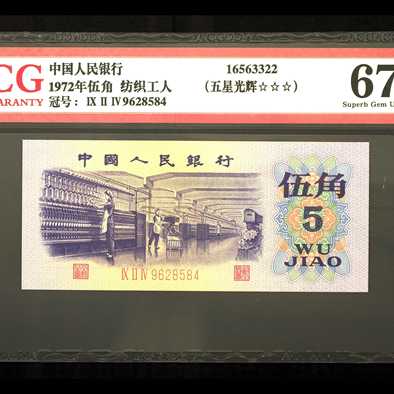 CG
ARANTY
中国人民银行
1972年伍角 纺织工人
冠号: Ⅸ Ⅱ Ⅳ 9628584
16563322
(五星光辉☆☆☆)
67
Superb Gem U
中國人民銀行
伍角
5
WU
JIAO
Ⅸ Ⅱ Ⅳ 9628584